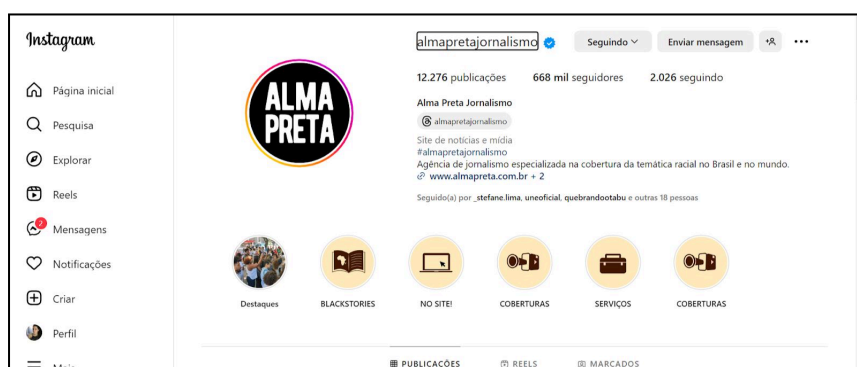 Instagram
Página inicial
Pesquisa
Explorar
Reels
2
Mensagens
Notificações
Criar
Perfil
Mais
almapretajornalismo
Seguindo
Enviar mensagem
12.276 publicações 668 mil seguidores 2.026 seguindo
Alma Preta Jornalismo
almapretajornalismo
Site de notícias e mídia
#almapretajornalismo
Agência de jornalismo especializada na cobertura da temática racial no Brasil e no mundo.
www.almapreta.com.br + 2
Seguido(a) por _stefane.lima, uneoficial, quebrandootabu e outras 18 pessoas
ALMA
PRETA
Destaques
BLACKSTORIES
NO SITE!
COBERTURAS
SERVIÇOS
COBERTURAS
PUBLICAÇÕES
REELS
MARCADOS